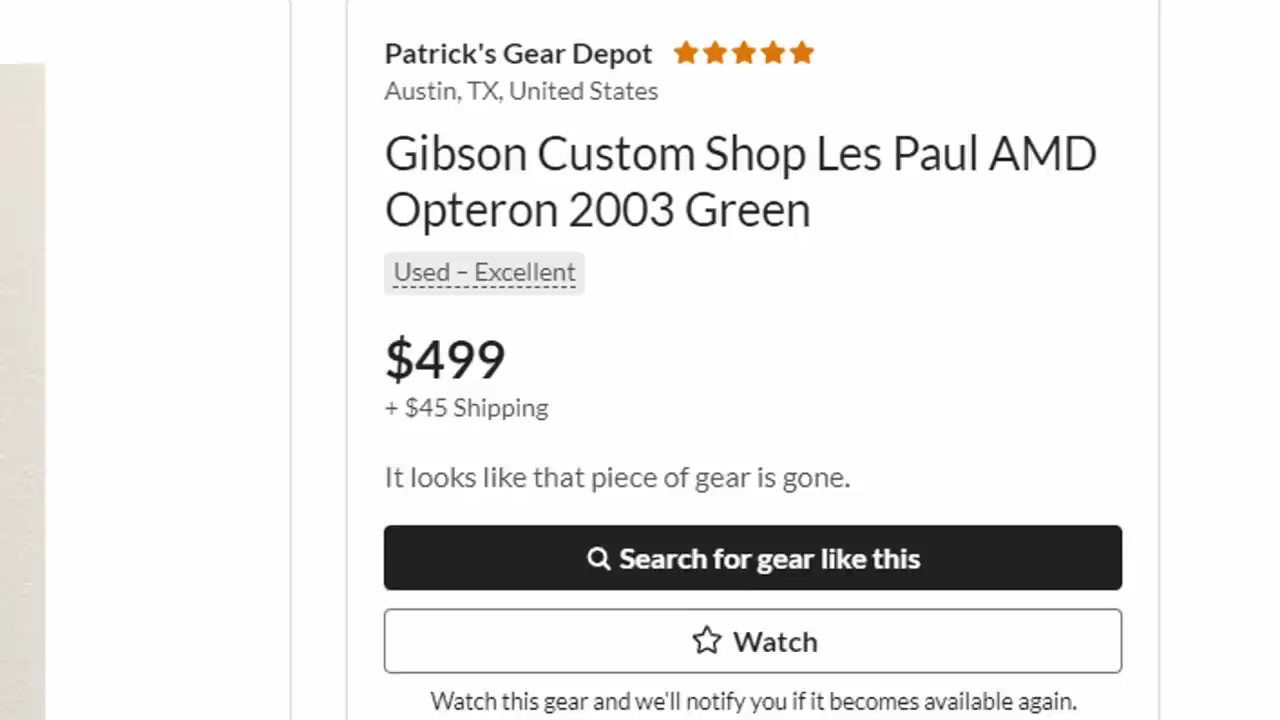 Patrick's Gear Depot
Austin, TX, United States
Gibson Custom Shop Les Paul AMD
Opteron 2003 Green
Used – Excellent
$499
+ $45 Shipping
It looks like that piece of gear is gone.
Search for gear like this
Watch
Watch this gear and we'll notify you if it becomes available again.